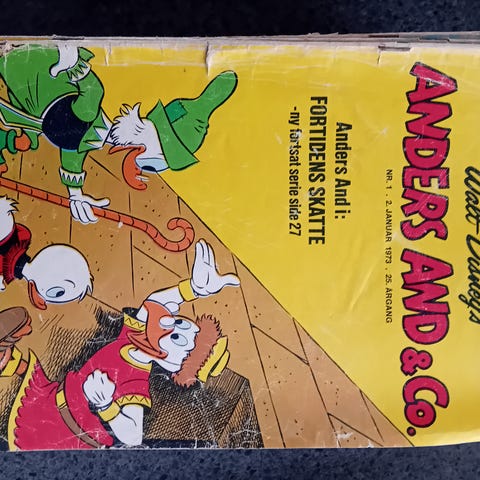 Walt Disney's
ANDERS AND & Co.
NR. 1 . 2. JANUAR 1973 . 25. ÅRGANG
Anders And i:
FORTIDENS SKATTE
-ny fortsat serie side 27